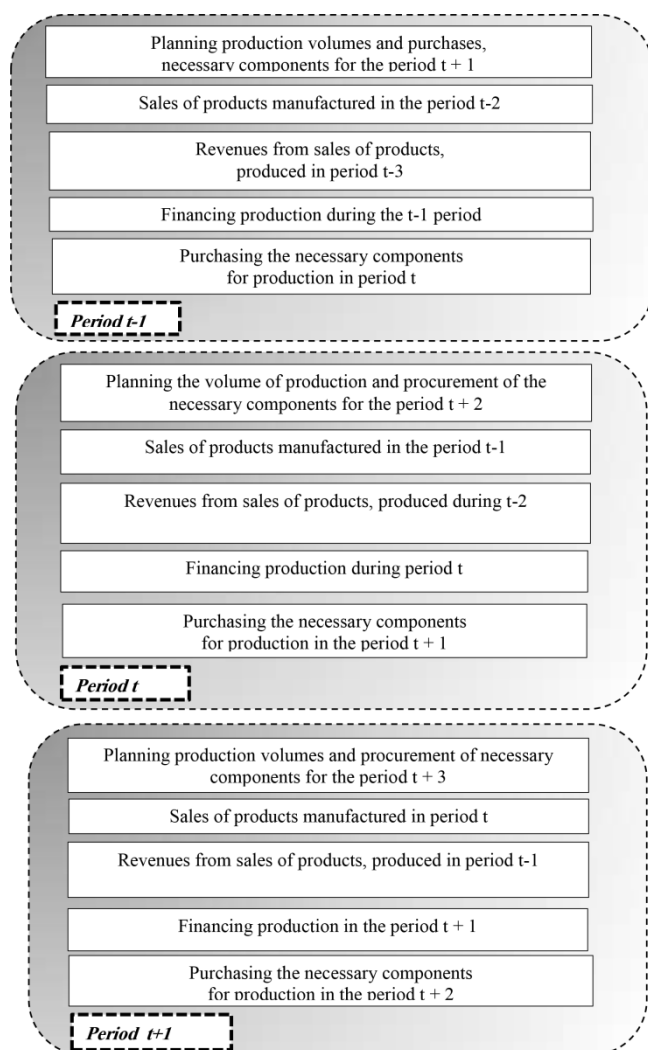 Planning production volumes and purchases,
necessary components for the period t + 1
Sales of products manufactured in the period t-2
Revenues from sales of products,
produced in period t-3
Financing production during the t-1 period
Purchasing the necessary components
for production in period t
Period t-1
Planning the volume of production and procurement of the
necessary components for the period t + 2
Sales of products manufactured in the period t-1
Revenues from sales of products, produced during t-2
Financing production during period t
Purchasing the necessary components
for production in the period t + 1
Period t
Planning production volumes and procurement of necessary
components for the period t + 3
Sales of products manufactured in period t
Revenues from sales of products, produced in period t-1
Financing production in the period t + 1
Purchasing the necessary components
for production in the period t + 2
Period t+1